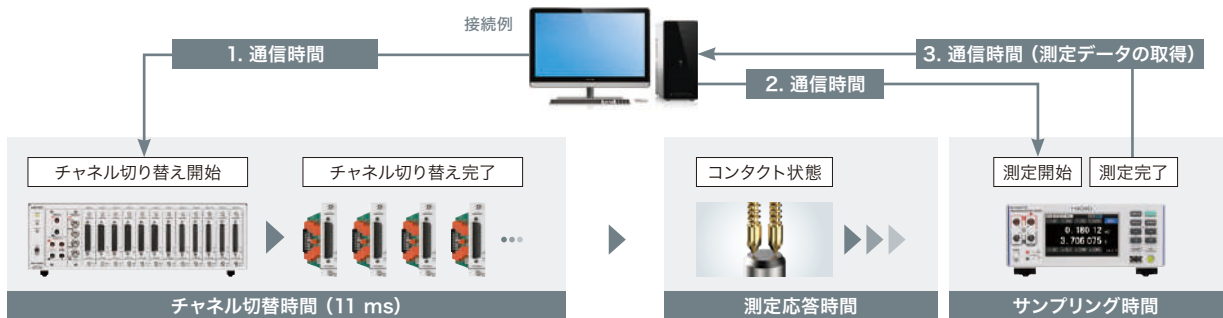 接続例
1. 通信時間
3. 通信時間（測定データの取得）
2. 通信時間
チャネル切り替え開始
チャネル切り替え完了
コンタクト状態
測定開始
測定完了
HIOKI
0.180 12
3.706 075
チャネル切替時間（11 ms）
測定応答時間
サンプリング時間